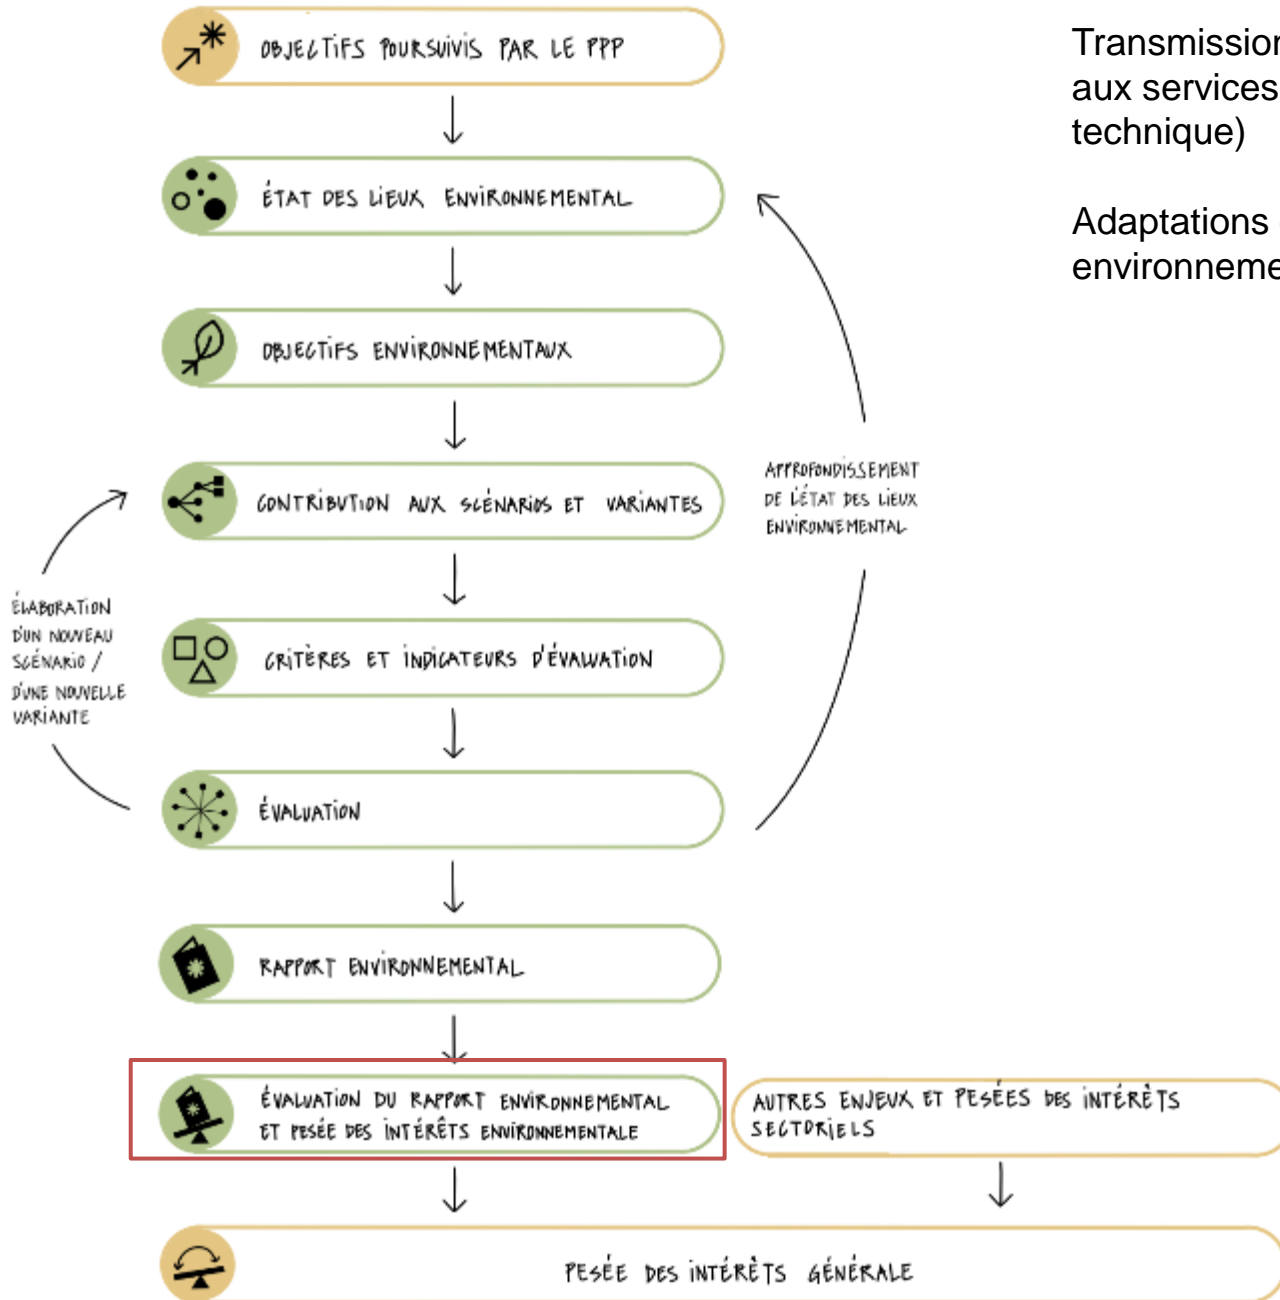 OBJECTIFS POURSUIVIS PAR LE PPP
Transmission
aux services
technique)
Adaptations
ÉTAT DES LIEUX ENVIRONNEMENTAL
OBJECTIFS ENVIRONNEMENTAUX
CONTRIBUTION AUX SCÉNARIOS ET VARIANTES
APPROFONDISSEMENT
DE L'ÉTAT DES LIEUX
ENVIRONNEMENTAL
ÉLABORATION
D'UN NOUVEAU
SCÉNARIO /
D'UNE NOUVELLE
VARIANTE
CRITÈRES ET INDICATEURS D'ÉVALUATION
ÉVALUATION
RAPPORT ENVIRONNEMENTAL
ÉVALUATION DU RAPPORT ENVIRONNEMENTAL
ET PESÉE DES INTÉRÊTS ENVIRONNEMENTALE
AUTRES ENJEUX ET PESÉES DES INTÉRÊTS
SECTORIELS
PESÉE DES INTÉRÊTS GÉNÉRALE